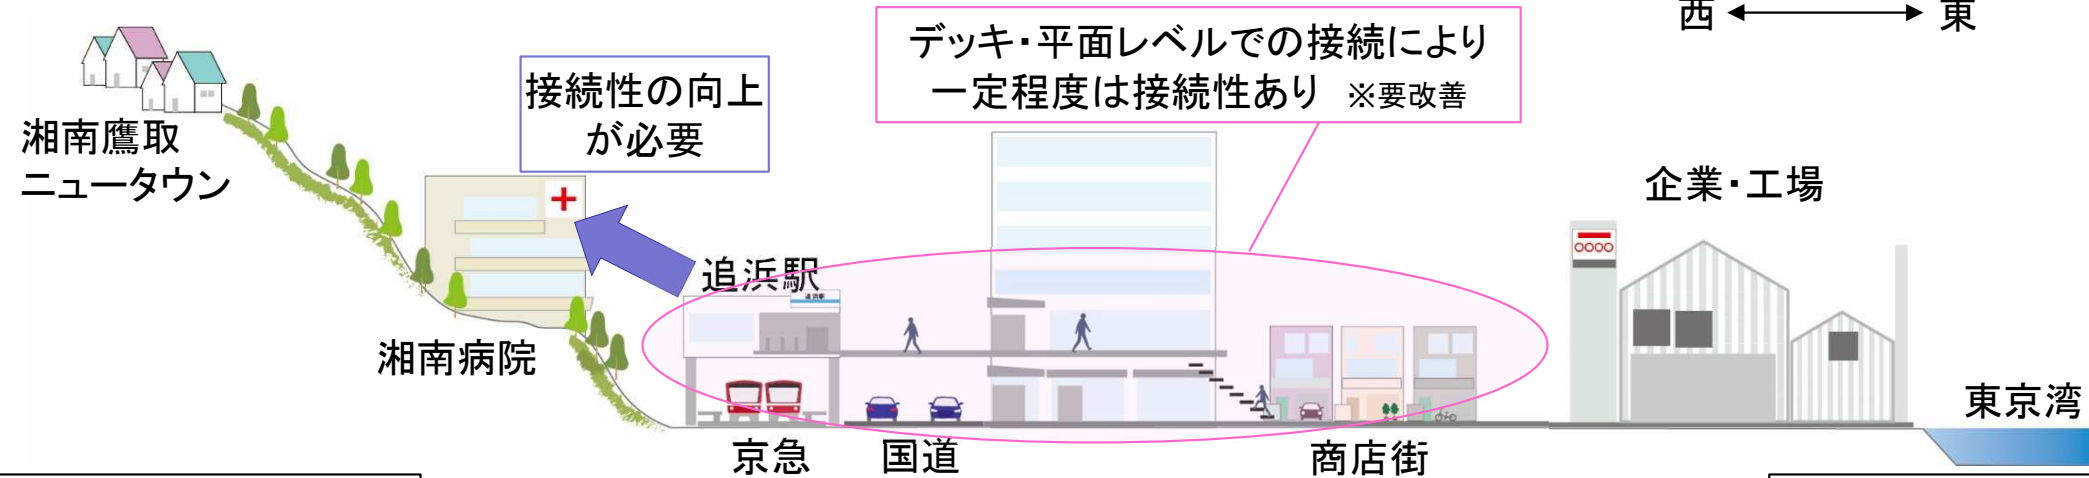 西 東
デッキ・平面レベルでの接続により
一定程度は接続性あり ※要改善
接続性の向上
が必要
湘南鷹取
ニュータウン
企業・工場
追浜駅
追浜駅
湘南病院
東京湾
京急
国道
商店街